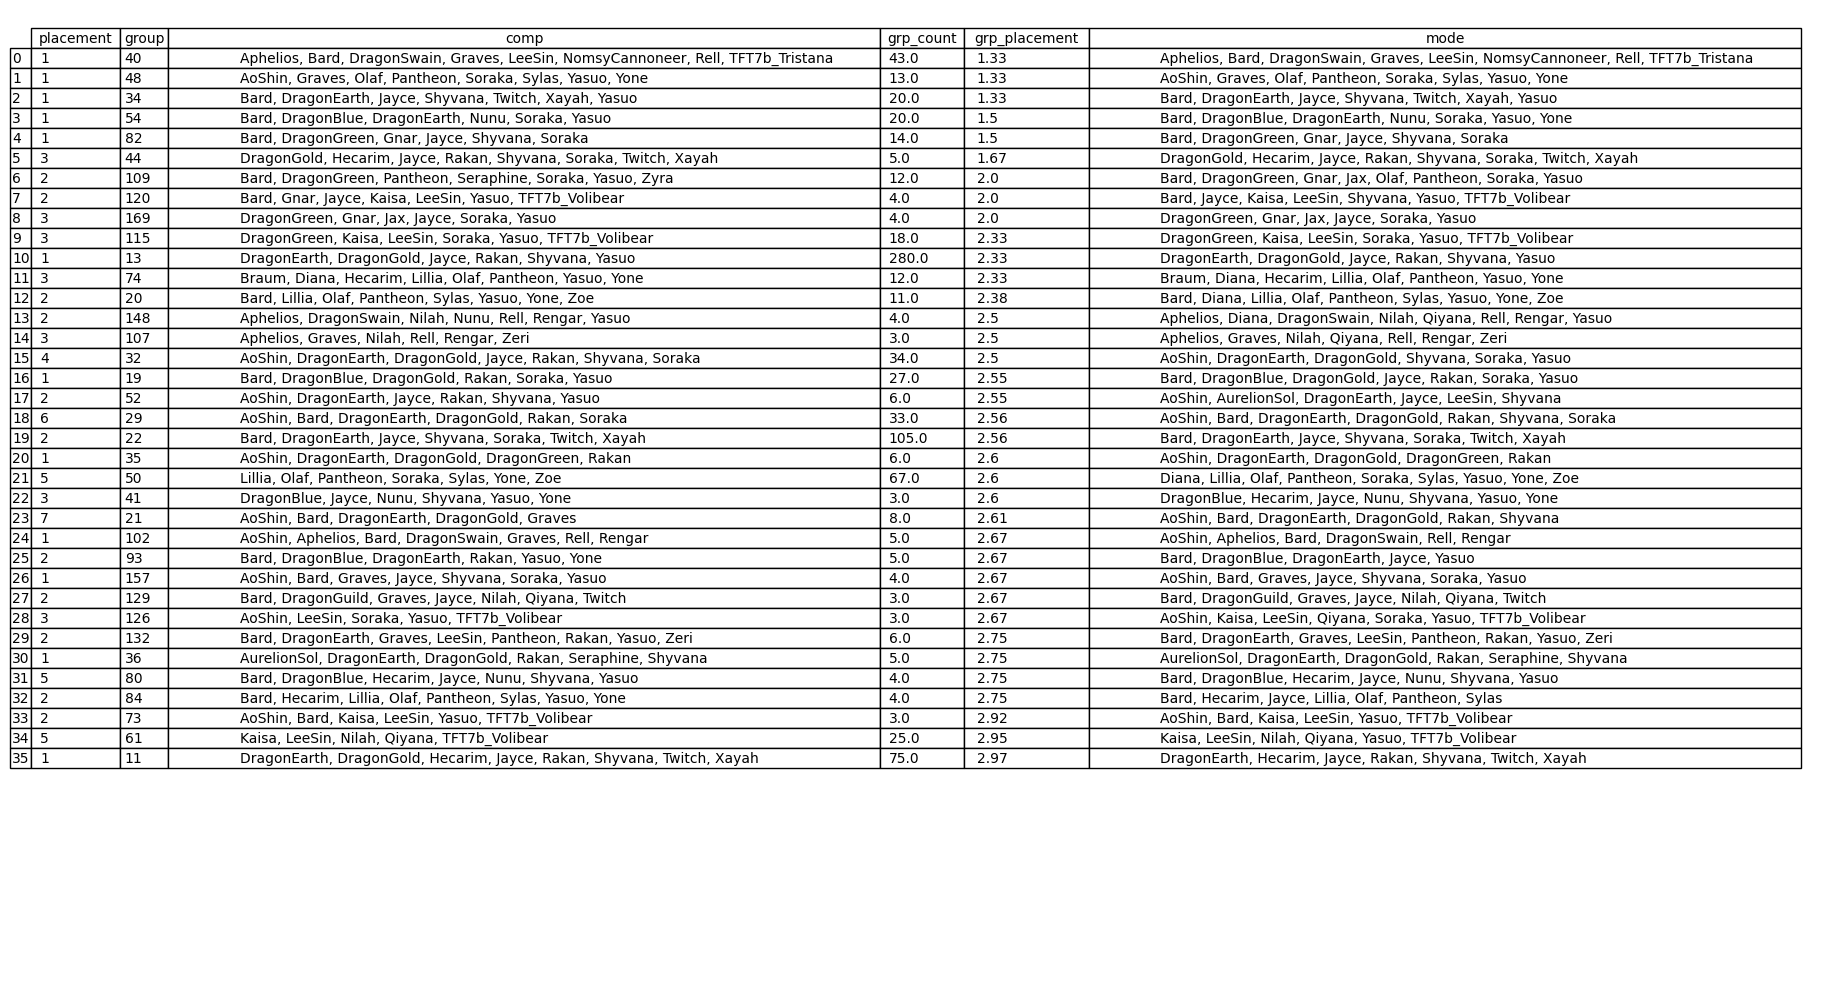 placement group comp grp_count grp_placement mode
0 1 40 Aphelios, Bard, DragonSwain, Graves, LeeSin, NomsyCannoneer, Rell, TFT7b_Tristana 43.0 1.33 Aphelios, Bard, DragonSwain, Graves, LeeSin, NomsyCannoneer, Rell, TFT7b_Tristana
1 1 48 AoShin, Graves, Olaf, Pantheon, Soraka, Sylas, Yasuo, Yone 13.0 1.33 AoShin, Graves, Olaf, Pantheon, Soraka, Sylas, Yasuo, Yone
2 1 34 Bard, DragonEarth, Jayce, Shyvana, Twitch, Xayah, Yasuo 20.0 1.33 Bard, DragonEarth, Jayce, Shyvana, Twitch, Xayah, Yasuo
3 1 54 Bard, DragonBlue, DragonEarth, Nunu, Soraka, Yasuo 20.0 1.5 Bard, DragonBlue, DragonEarth, Nunu, Soraka, Yasuo, Yone
4 1 82 Bard, DragonGreen, Gnar, Jayce, Shyvana, Soraka 14.0 1.5 Bard, DragonGreen, Gnar, Jayce, Shyvana, Soraka
5 3 44 DragonGold, Hecarim, Jayce, Rakan, Shyvana, Soraka, Twitch, Xayah 5.0 1.67 DragonGold, Hecarim, Jayce, Rakan, Shyvana, Soraka, Twitch, Xayah
6 2 109 Bard, DragonGreen, Pantheon, Seraphine, Soraka, Yasuo, Zyra 12.0 2.0 Bard, DragonGreen, Gnar, Jax, Olaf, Pantheon, Soraka, Yasuo
7 2 120 Bard, Gnar, Jayce, Kaisa, LeeSin, Yasuo, TFT7b_Volibear 4.0 2.0 Bard, Jayce, Kaisa, LeeSin, Shyvana, Yasuo, TFT7b_Volibear
8 3 169 DragonGreen, Gnar, Jax, Jayce, Soraka, Yasuo 4.0 2.0 DragonGreen, Gnar, Jax, Jayce, Soraka, Yasuo
9 3 115 DragonGreen, Kaisa, LeeSin, Soraka, Yasuo, TFT7b_Volibear 18.0 2.33 DragonGreen, Kaisa, LeeSin, Soraka, Yasuo, TFT7b_Volibear
10 1 13 DragonEarth, DragonGold, Jayce, Rakan, Shyvana, Yasuo 280.0 2.33 DragonEarth, DragonGold, Jayce, Rakan, Shyvana, Yasuo
11 3 74 Braum, Diana, Hecarim, Lillia, Olaf, Pantheon, Yasuo, Yone 12.0 2.33 Braum, Diana, Hecarim, Lillia, Olaf, Pantheon, Yasuo, Yone
12 2 20 Bard, Lillia, Olaf, Pantheon, Sylas, Yasuo, Yone, Zoe 11.0 2.38 Bard, Diana, Lillia, Olaf, Pantheon, Sylas, Yasuo, Yone, Zoe
13 2 148 Aphelios, DragonSwain, Nilah, Nunu, Rell, Rengar, Yasuo 4.0 2.5 Aphelios, Diana, DragonSwain, Nilah, Qiyana, Rell, Rengar, Yasuo
14 3 107 Aphelios, Graves, Nilah, Rell, Rengar, Zeri 3.0 2.5 Aphelios, Graves, Nilah, Qiyana, Rell, Rengar, Zeri
15 4 32 AoShin, DragonEarth, DragonGold, Jayce, Rakan, Shyvana, Soraka 34.0 2.5 AoShin, DragonEarth, DragonGold, Shyvana, Soraka, Yasuo
16 1 19 Bard, DragonBlue, DragonGold, Rakan, Soraka, Yasuo 27.0 2.55 Bard, DragonBlue, DragonGold, Jayce, Rakan, Soraka, Yasuo
17 2 52 AoShin, DragonEarth, Jayce, Rakan, Shyvana, Yasuo 6.0 2.55 AoShin, AurelionSol, DragonEarth, Jayce, LeeSin, Shyvana
18 6 29 AoShin, Bard, DragonEarth, DragonGold, Rakan, Soraka 33.0 2.56 AoShin, Bard, DragonEarth, DragonGold, Rakan, Shyvana, Soraka
19 2 22 Bard, DragonEarth, Jayce, Shyvana, Soraka, Twitch, Xayah 105.0 2.56 Bard, DragonEarth, Jayce, Shyvana, Soraka, Twitch, Xayah
20 1 35 AoShin, DragonEarth, DragonGold, DragonGreen, Rakan 6.0 2.6 AoShin, DragonEarth, DragonGold, DragonGreen, Rakan
21 5 50 Lillia, Olaf, Pantheon, Soraka, Sylas, Yone, Zoe 67.0 2.6 Diana, Lillia, Olaf, Pantheon, Soraka, Sylas, Yasuo, Yone, Zoe
22 3 41 DragonBlue, Jayce, Nunu, Shyvana, Yasuo, Yone 3.0 2.6 DragonBlue, Hecarim, Jayce, Nunu, Shyvana, Yasuo, Yone
23 7 21 AoShin, Bard, DragonEarth, DragonGold, Graves 8.0 2.61 AoShin, Bard, DragonEarth, DragonGold, Rakan, Shyvana
24 1 102 AoShin, Aphelios, Bard, DragonSwain, Graves, Rell, Rengar 5.0 2.67 AoShin, Aphelios, Bard, DragonSwain, Rell, Rengar
25 2 93 Bard, DragonBlue, DragonEarth, Rakan, Yasuo, Yone 5.0 2.67 Bard, DragonBlue, DragonEarth, Jayce, Yasuo
26 1 157 AoShin, Bard, Graves, Jayce, Shyvana, Soraka, Yasuo 4.0 2.67 AoShin, Bard, Graves, Jayce, Shyvana, Soraka, Yasuo
27 2 129 Bard, DragonGuild, Graves, Jayce, Nilah, Qiyana, Twitch 3.0 2.67 Bard, DragonGuild, Graves, Jayce, Nilah, Qiyana, Twitch
28 3 126 AoShin, LeeSin, Soraka, Yasuo, TFT7b_Volibear 3.0 2.67 AoShin, Kaisa, LeeSin, Qiyana, Soraka, Yasuo, TFT7b_Volibear
29 2 132 Bard, DragonEarth, Graves, LeeSin, Pantheon, Rakan, Yasuo, Zeri 6.0 2.75 Bard, DragonEarth, Graves, LeeSin, Pantheon, Rakan, Yasuo, Zeri
30 1 36 AurelionSol, DragonEarth, DragonGold, Rakan, Seraphine, Shyvana 5.0 2.75 AurelionSol, DragonEarth, DragonGold, Rakan, Seraphine, Shyvana
31 5 80 Bard, DragonBlue, Hecarim, Jayce, Nunu, Shyvana, Yasuo 4.0 2.75 Bard, DragonBlue, Hecarim, Jayce, Nunu, Shyvana, Yasuo
32 2 84 Bard, Hecarim, Lillia, Olaf, Pantheon, Sylas, Yasuo, Yone 4.0 2.75 Bard, Hecarim, Jayce, Lillia, Olaf, Pantheon, Sylas
33 2 73 AoShin, Bard, Kaisa, LeeSin, Yasuo, TFT7b_Volibear 3.0 2.92 AoShin, Bard, Kaisa, LeeSin, Yasuo, TFT7b_Volibear
34 5 61 Kaisa, LeeSin, Nilah, Qiyana, TFT7b_Volibear 25.0 2.95 Kaisa, LeeSin, Nilah, Qiyana, Yasuo, TFT7b_Volibear
35 1 11 DragonEarth, DragonGold, Hecarim, Jayce, Rakan, Shyvana, Twitch, Xayah 75.0 2.97 DragonEarth, Hecarim, Jayce, Rakan, Shyvana, Twitch, Xayah